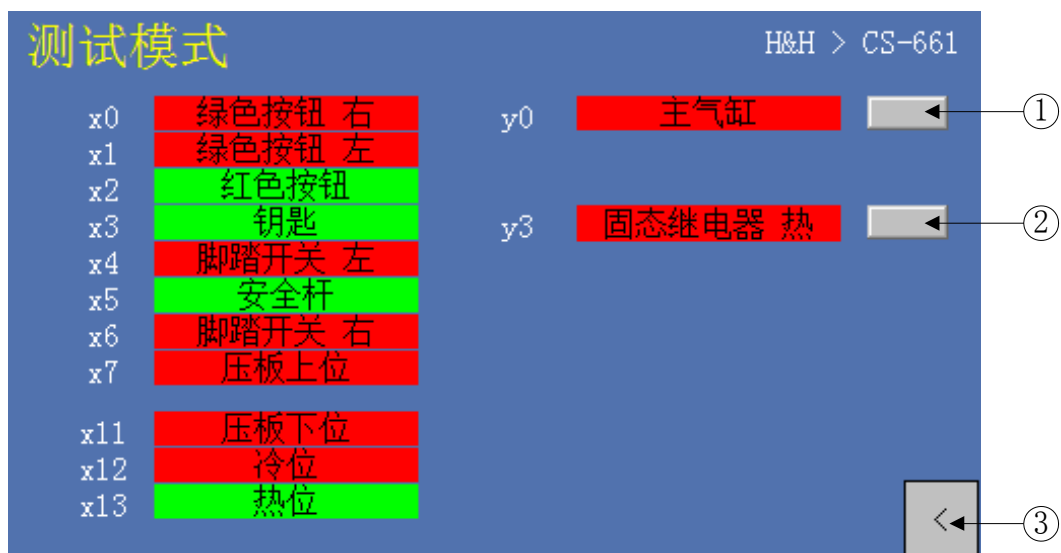 测试模式
H&H > CS-661
x0 绿色按钮 右 y0 主气缸 ①
x1 绿色按钮 左
x2 红色按钮
x3 钥匙 y3 固态继电器 热 ②
x4 脚踏开关 左
x5 安全杆
x6 脚踏开关 右
x7 压板上位
x11 压板下位
x12 冷位
x13 热位
< ③